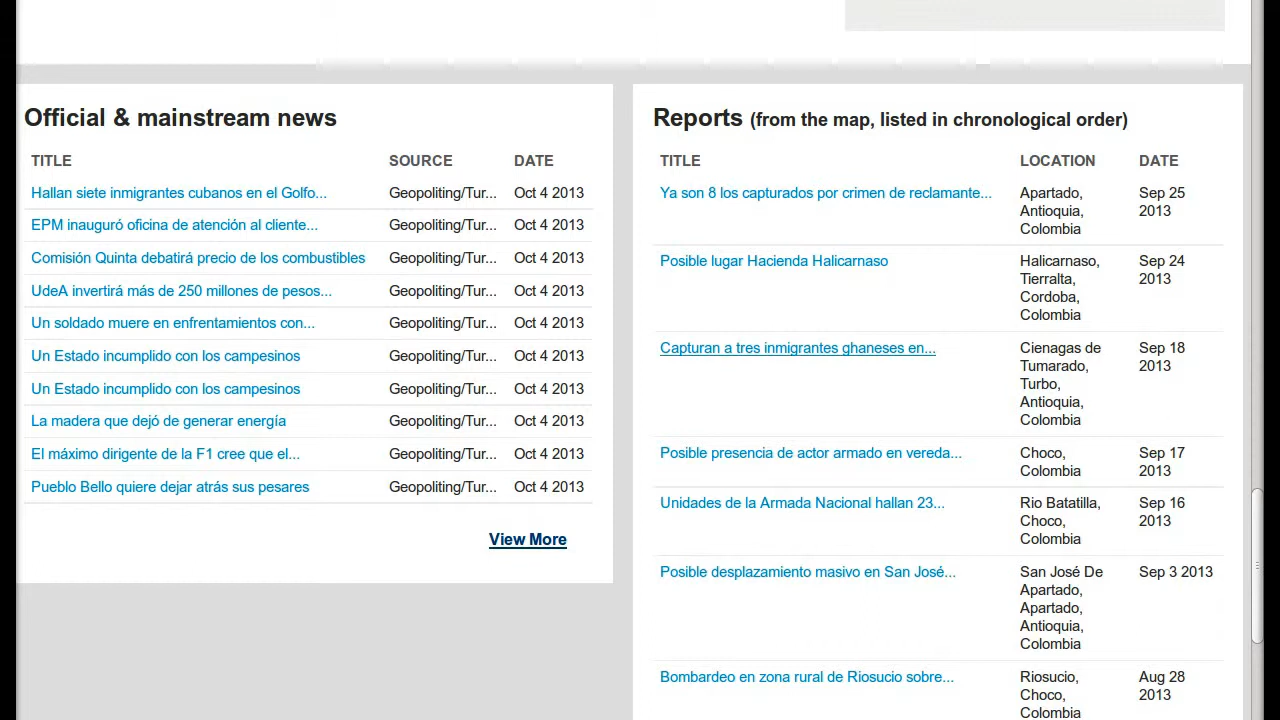 Official & mainstream news
TITLE SOURCE DATE
Hallan siete inmigrantes cubanos en el Golfo... Geopoliting/Tur... Oct 4 2013
EPM inauguró oficina de atención al cliente... Geopoliting/Tur... Oct 4 2013
Comisión Quinta debatirá precio de los combustibles Geopoliting/Tur... Oct 4 2013
UdeA invertirá más de 250 millones de pesos... Geopoliting/Tur... Oct 4 2013
Un soldado muere en enfrentamientos con... Geopoliting/Tur... Oct 4 2013
Un Estado incumplido con los campesinos Geopoliting/Tur... Oct 4 2013
Un Estado incumplido con los campesinos Geopoliting/Tur... Oct 4 2013
La madera que dejó de generar energía Geopoliting/Tur... Oct 4 2013
El máximo dirigente de la F1 cree que el... Geopoliting/Tur... Oct 4 2013
Pueblo Bello quiere dejar atrás sus pesares Geopoliting/Tur... Oct 4 2013
View More
Reports (from the map, listed in chronological order)
TITLE LOCATION DATE
Ya son 8 los capturados por crimen de reclamante... Apartado, Sep 25
Antioquia, 2013
Colombia
Posible lugar Hacienda Halicarnaso Halicarnaso, Sep 24
Tierralta, 2013
Cordoba,
Colombia
Capturan a tres inmigrantes ghaneses en... Cienagas de Sep 18
Tumarado, 2013
Turbo,
Antioquia,
Colombia
Posible presencia de actor armado en vereda... Choco, Sep 17
Colombia 2013
Unidades de la Armada Nacional hallan 23... Rio Batatilla, Sep 16
Choco, 2013
Colombia
Posible desplazamiento masivo en San José... San José De Sep 3 2013
Apartado,
Apartado,
Antioquia,
Colombia
Bombardeo en zona rural de Riosucio sobre... Riosucio, Aug 28
Choco, 2013
Colombia